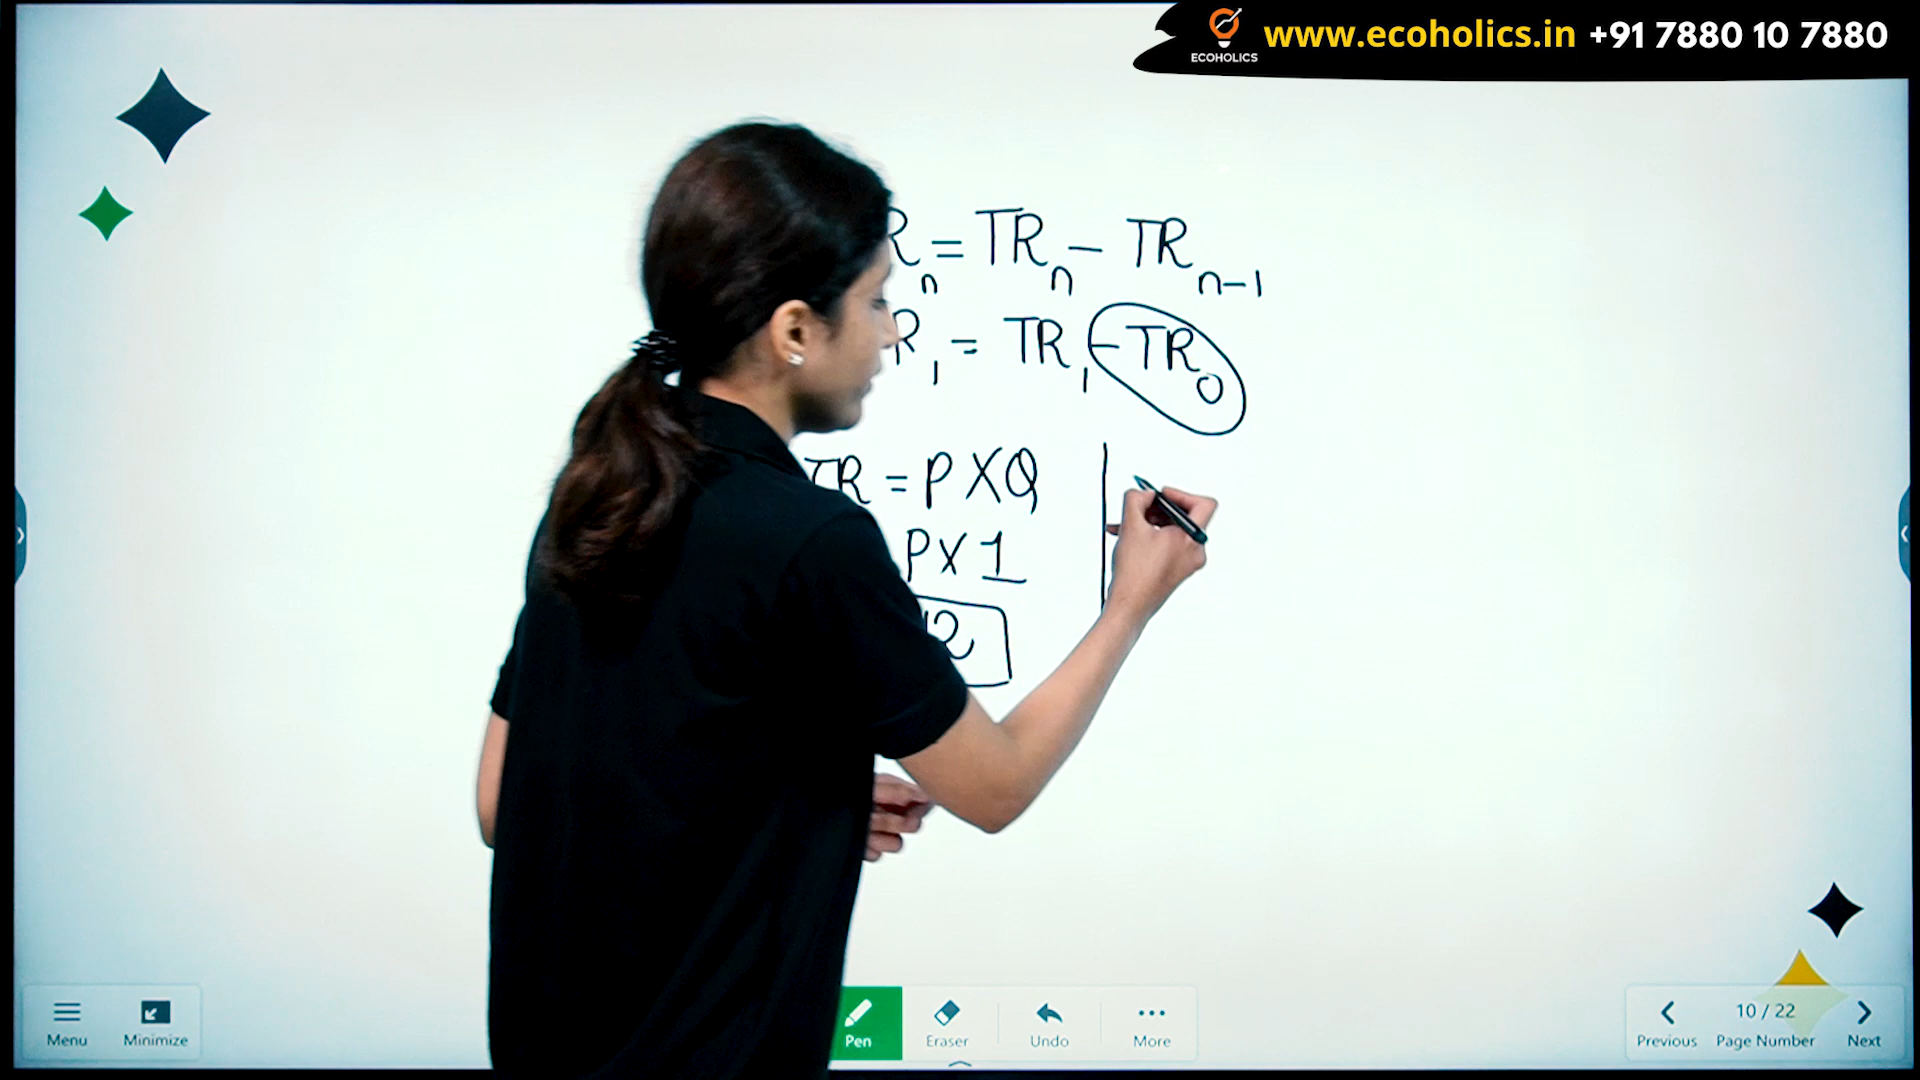 www.ecoholics.in +91 7880 10 7880
ECOHOLICS
R n = TR n - TR n-1
R 1 = TR 1 - TR 0
TR = P X Q
P X 1
Menu
Minimize
Pen
Eraser
Undo
More
10 / 22
Previous
Page Number
Next